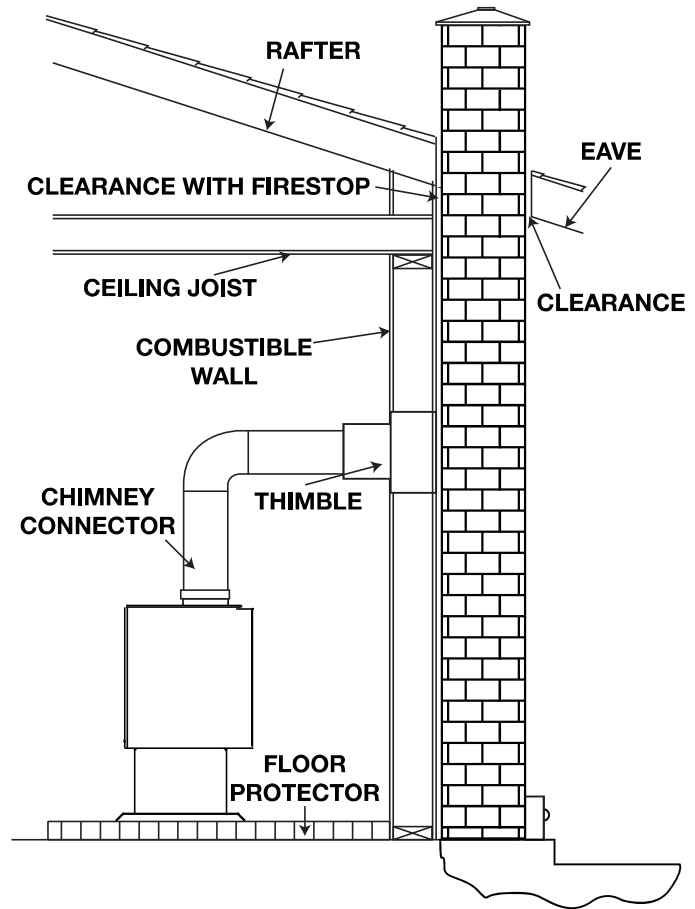 RAFTER
EAVE
CLEARANCE WITH FIRESTOP
CEILING JOIST
CLEARANCE
COMBUSTIBLE
WALL
CHIMNEY
CONNECTOR
THIMBLE
FLOOR
PROTECTOR